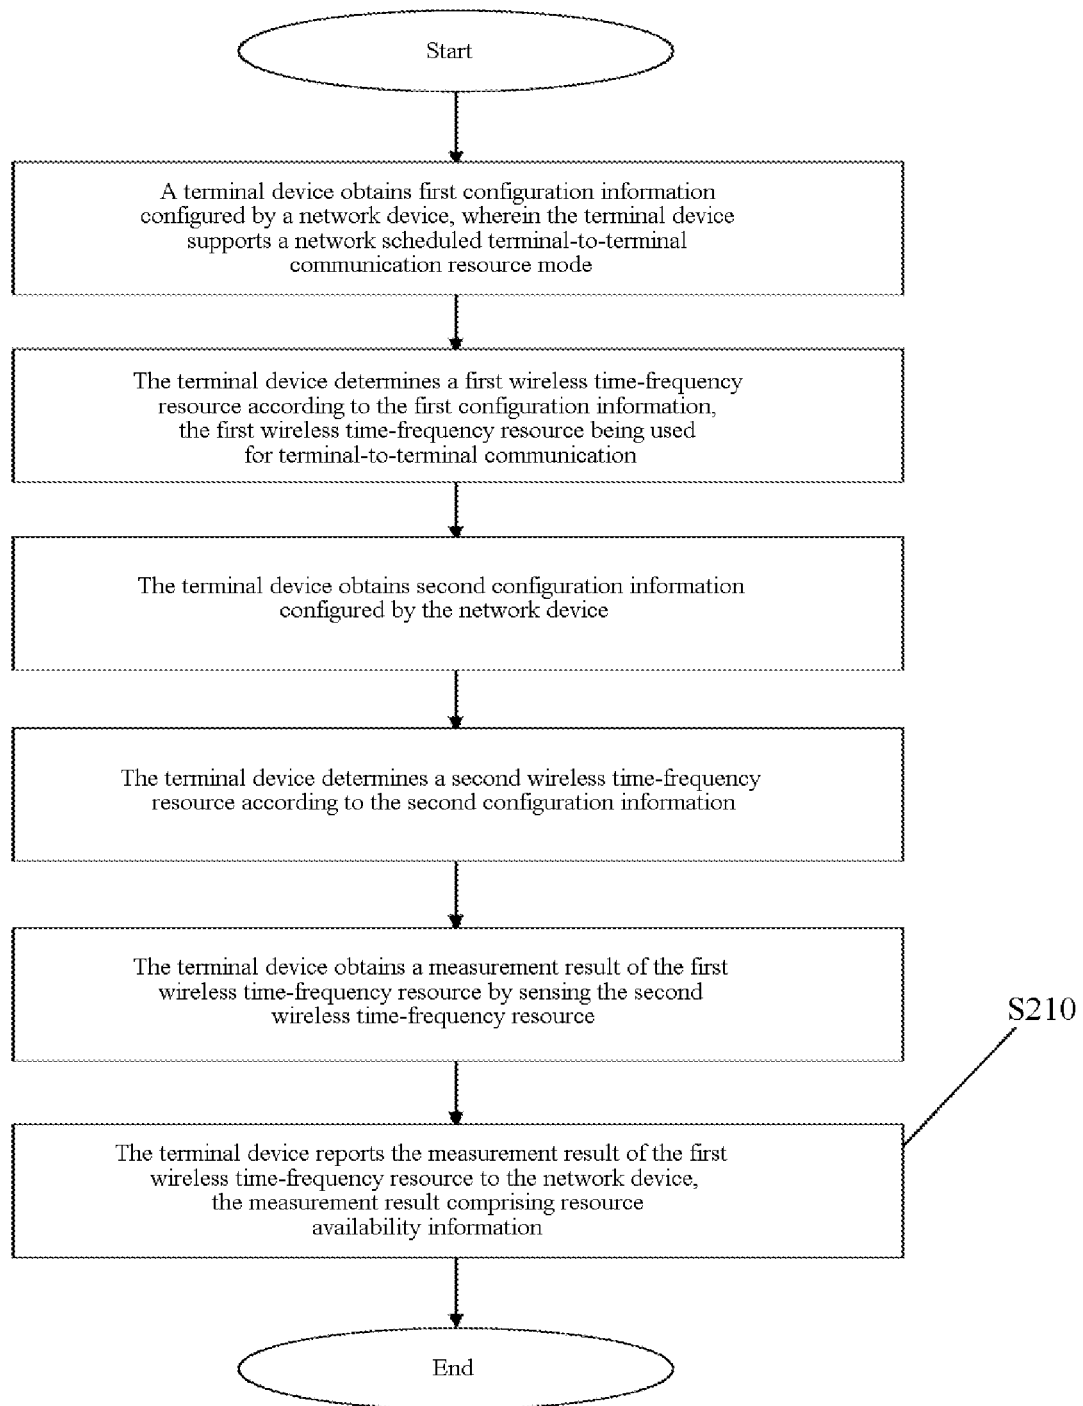 Start
A terminal device obtains first configuration information
configured by a network device, wherein the terminal device
supports a network scheduled terminal-to-terminal
communication resource mode
The terminal device determines a first wireless time-frequency
resource according to the first configuration information,
the first wireless time-frequency resource being used
for terminal-to-terminal communication
The terminal device obtains second configuration information
configured by the network device
The terminal device determines a second wireless time-frequency
resource according to the second configuration information
The terminal device obtains a measurement result of the first
wireless time-frequency resource by sensing the second
wireless time-frequency resource
S210
The terminal device reports the measurement result of the first
wireless time-frequency resource to the network device,
the measurement result comprising resource
availability information
End